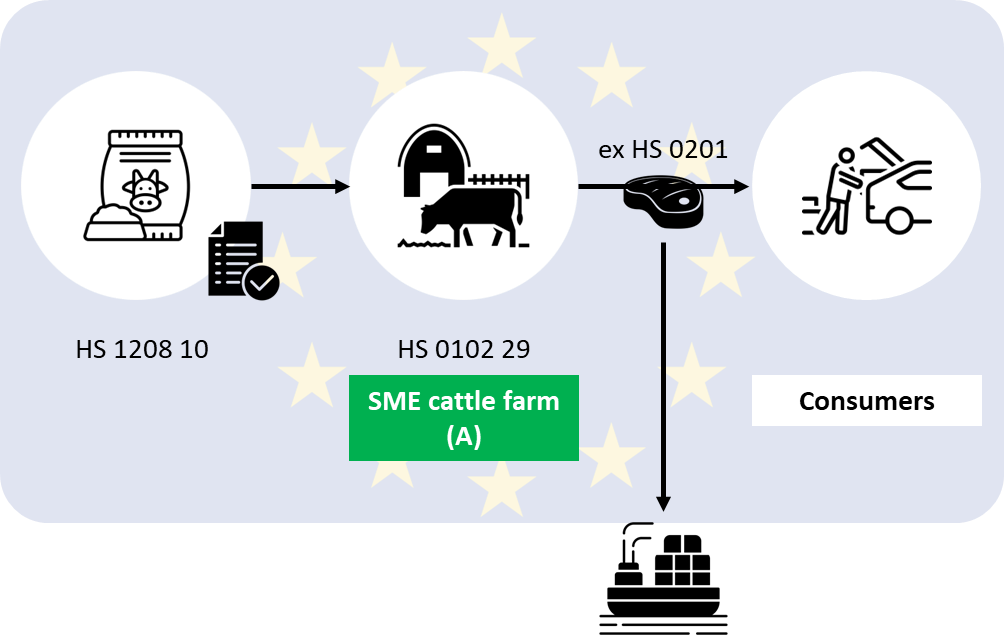 ex HS 0201
HS 1208 10
HS 0102 29
SME cattle farm
(A)
Consumers